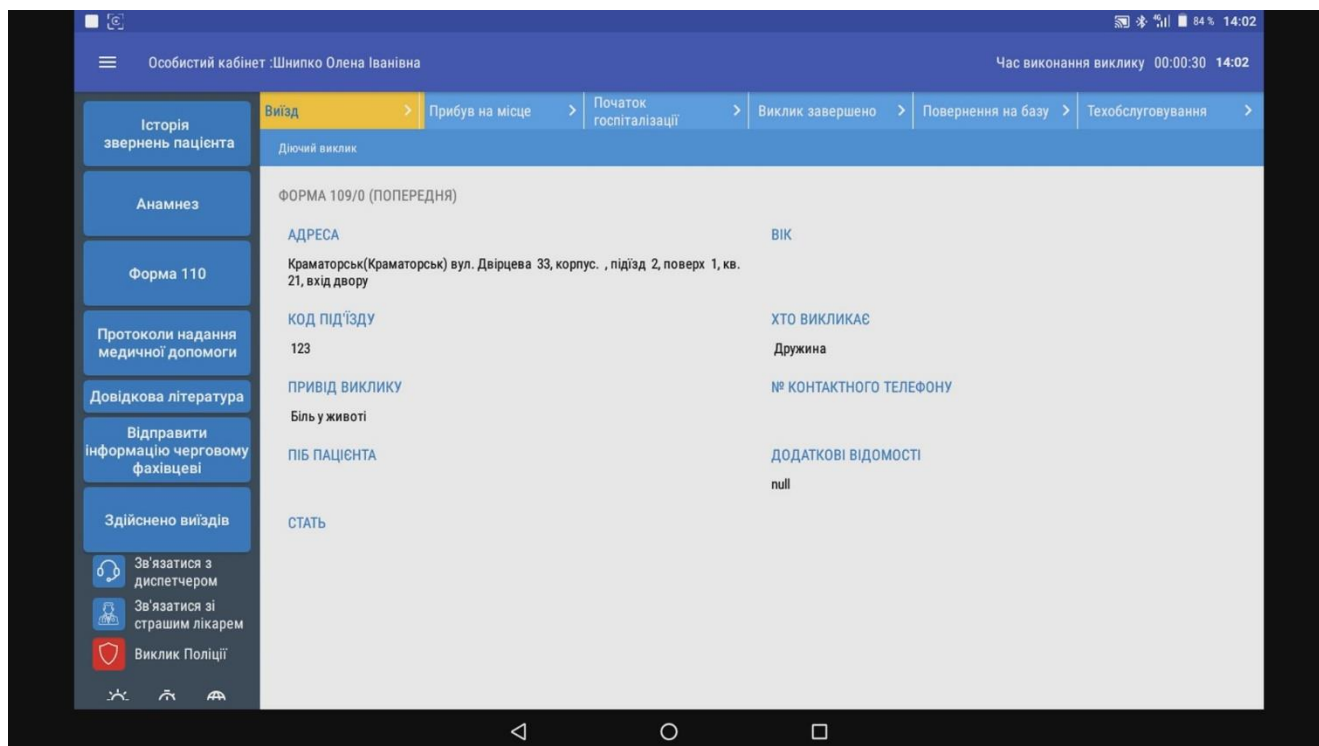 84 % 14:02
Особистий кабінет :Шнипко Олена Іванівна
Час виконання виклику 00:00:30 14:02
Історія
звернень пацієнта
Анамнез
Форма 110
Протоколи надання
медичної допомоги
Довідкова література
Відправити
інформацію черговому
фахівцеві
Здійснено виїздів
Зв'язатися з
диспетчером
Зв'язатися зі
страшим лікарем
Виклик Поліції
Виїзд
Прибув на місце
Початок
госпіталізації
Виклик завершено
Повернення на базу
Техобслуговування
Діючий виклик
ФОРМА 109/0 (ПОПЕРЕДНЯ)
АДРЕСА
Краматорськ(Краматорськ) вул. Двірцева 33, корпус. , підїзд 2, поверх 1, кв.
21, вхід двору
ВІК
КОД ПІД'ЇЗДУ
123
ХТО ВИКЛИКАЄ
Дружина
ПРИВІД ВИКЛИКУ
Біль у животі
№ КОНТАКТНОГО ТЕЛЕФОНУ
ПІБ ПАЦІЄНТА
ДОДАТКОВІ ВІДОМОСТІ
null
СТАТЬ